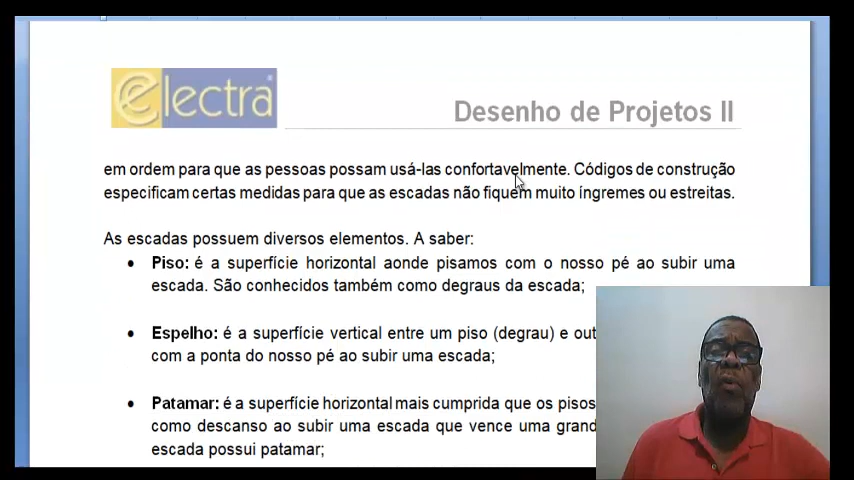 electra
Desenho de Projetos II
em ordem para que as pessoas possam usá-las confortavelmente. Códigos de construção
especificam certas medidas para que as escadas não fiquem muito íngremes ou estreitas.
As escadas possuem diversos elementos. A saber:
• Piso: é a superfície horizontal aonde pisamos com o nosso pé ao subir uma
escada. São conhecidos também como degraus da escada;
• Espelho: é a superfície vertical entre um piso (degrau) e out
com a ponta do nosso pé ao subir uma escada;
• Patamar: é a superfície horizontal mais cumprida que os pisos
como descanso ao subir uma escada que vence uma grand
escada possui patamar;